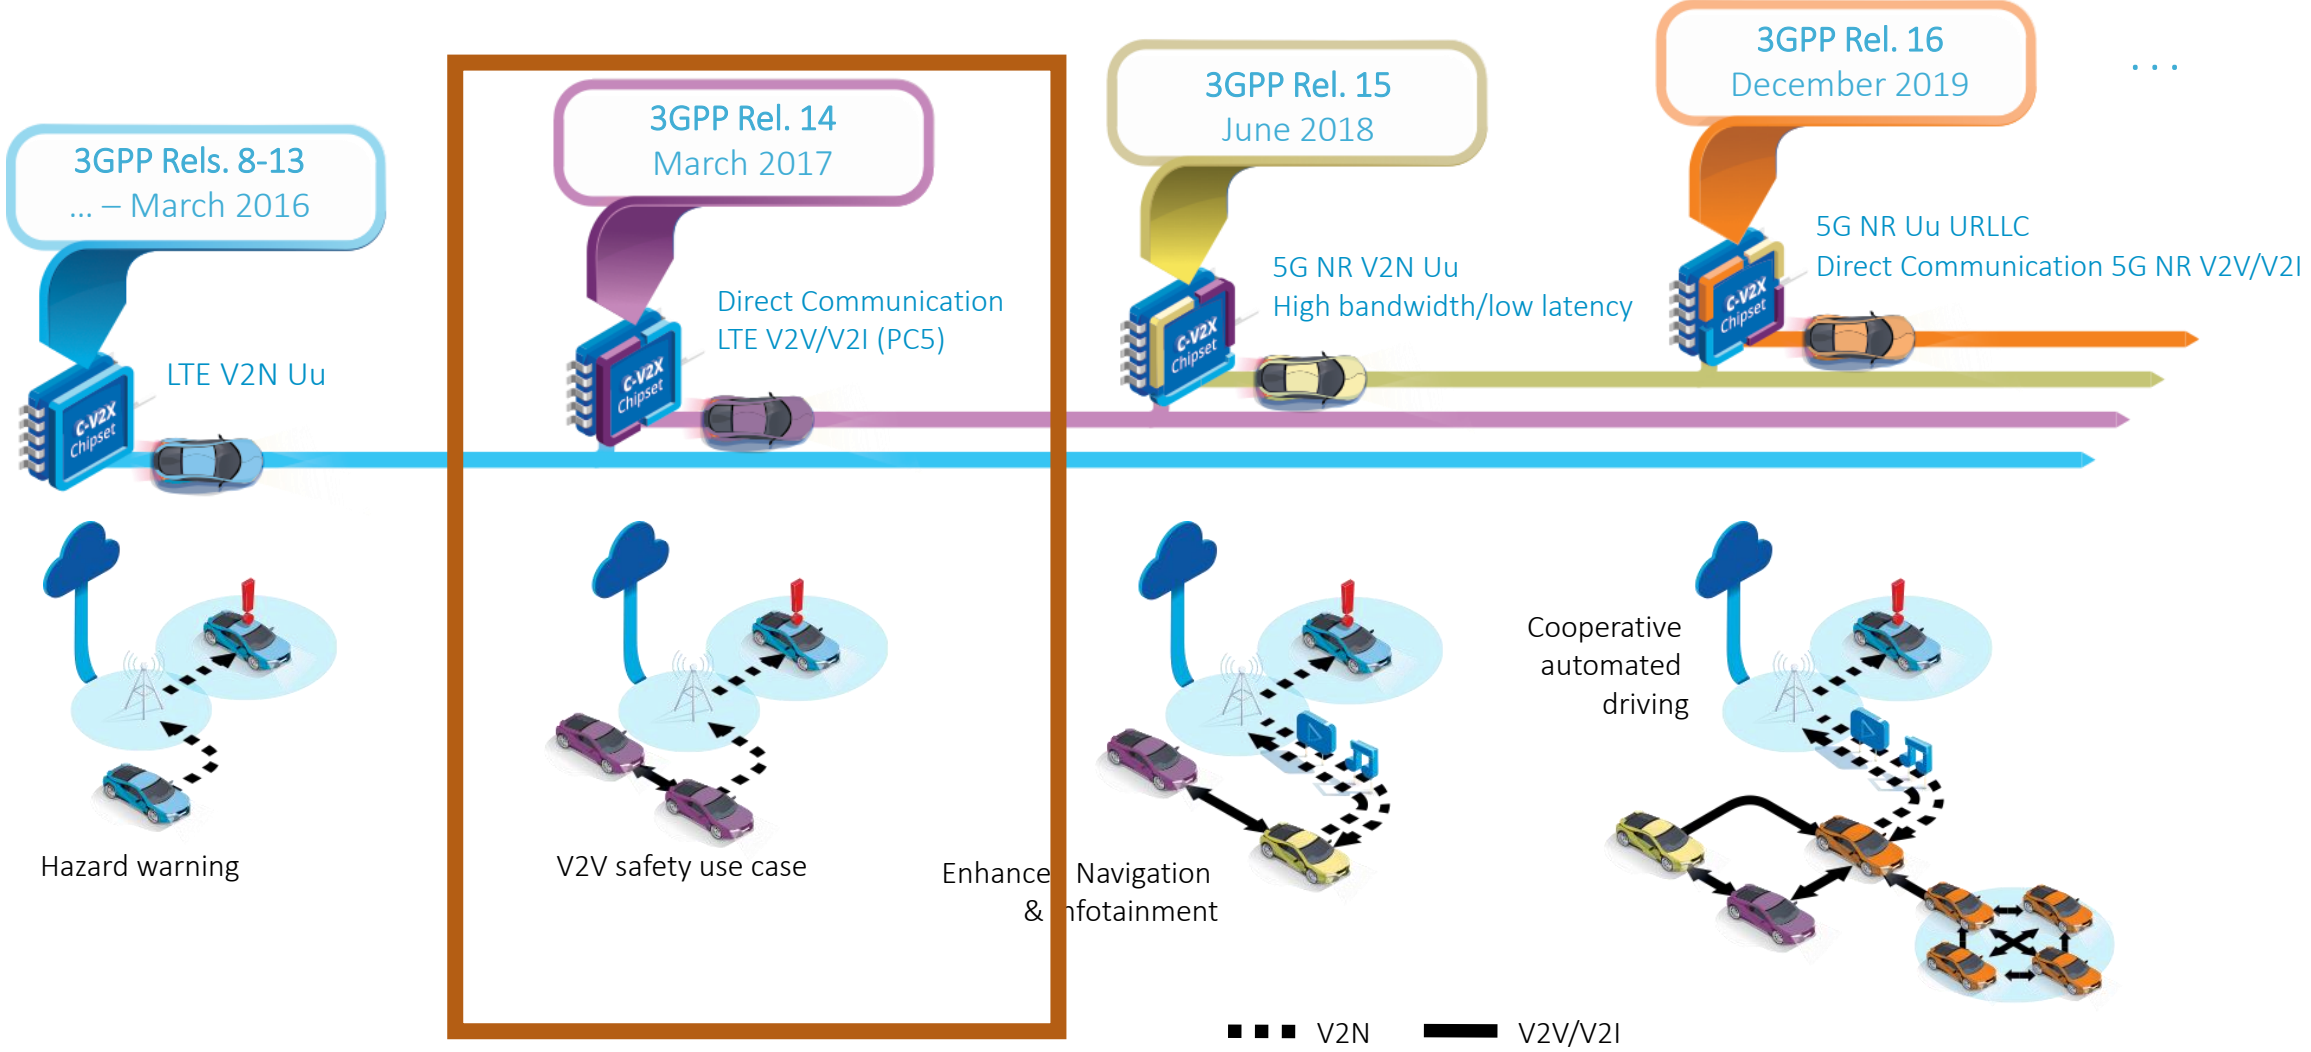 3GPP Rels. 8-13
... – March 2016
LTE V2N Uu
C-V2X
Chipset
Hazard warning
3GPP Rel. 14
March 2017
Direct Communication
LTE V2V/V2I (PC5)
C-V2X
Chipset
V2V safety use case
3GPP Rel. 15
June 2018
5G NR V2N Uu
High bandwidth/low latency
C-V2X
Chipset
Navigation
&
3GPP Rel. 16
December 2019
5G NR Uu URLLC
Direct Communication 5G NR V2V/V2I
C-V2X
Chipset
Cooperative
automated
driving
. . .
V2N
V2V/V2I